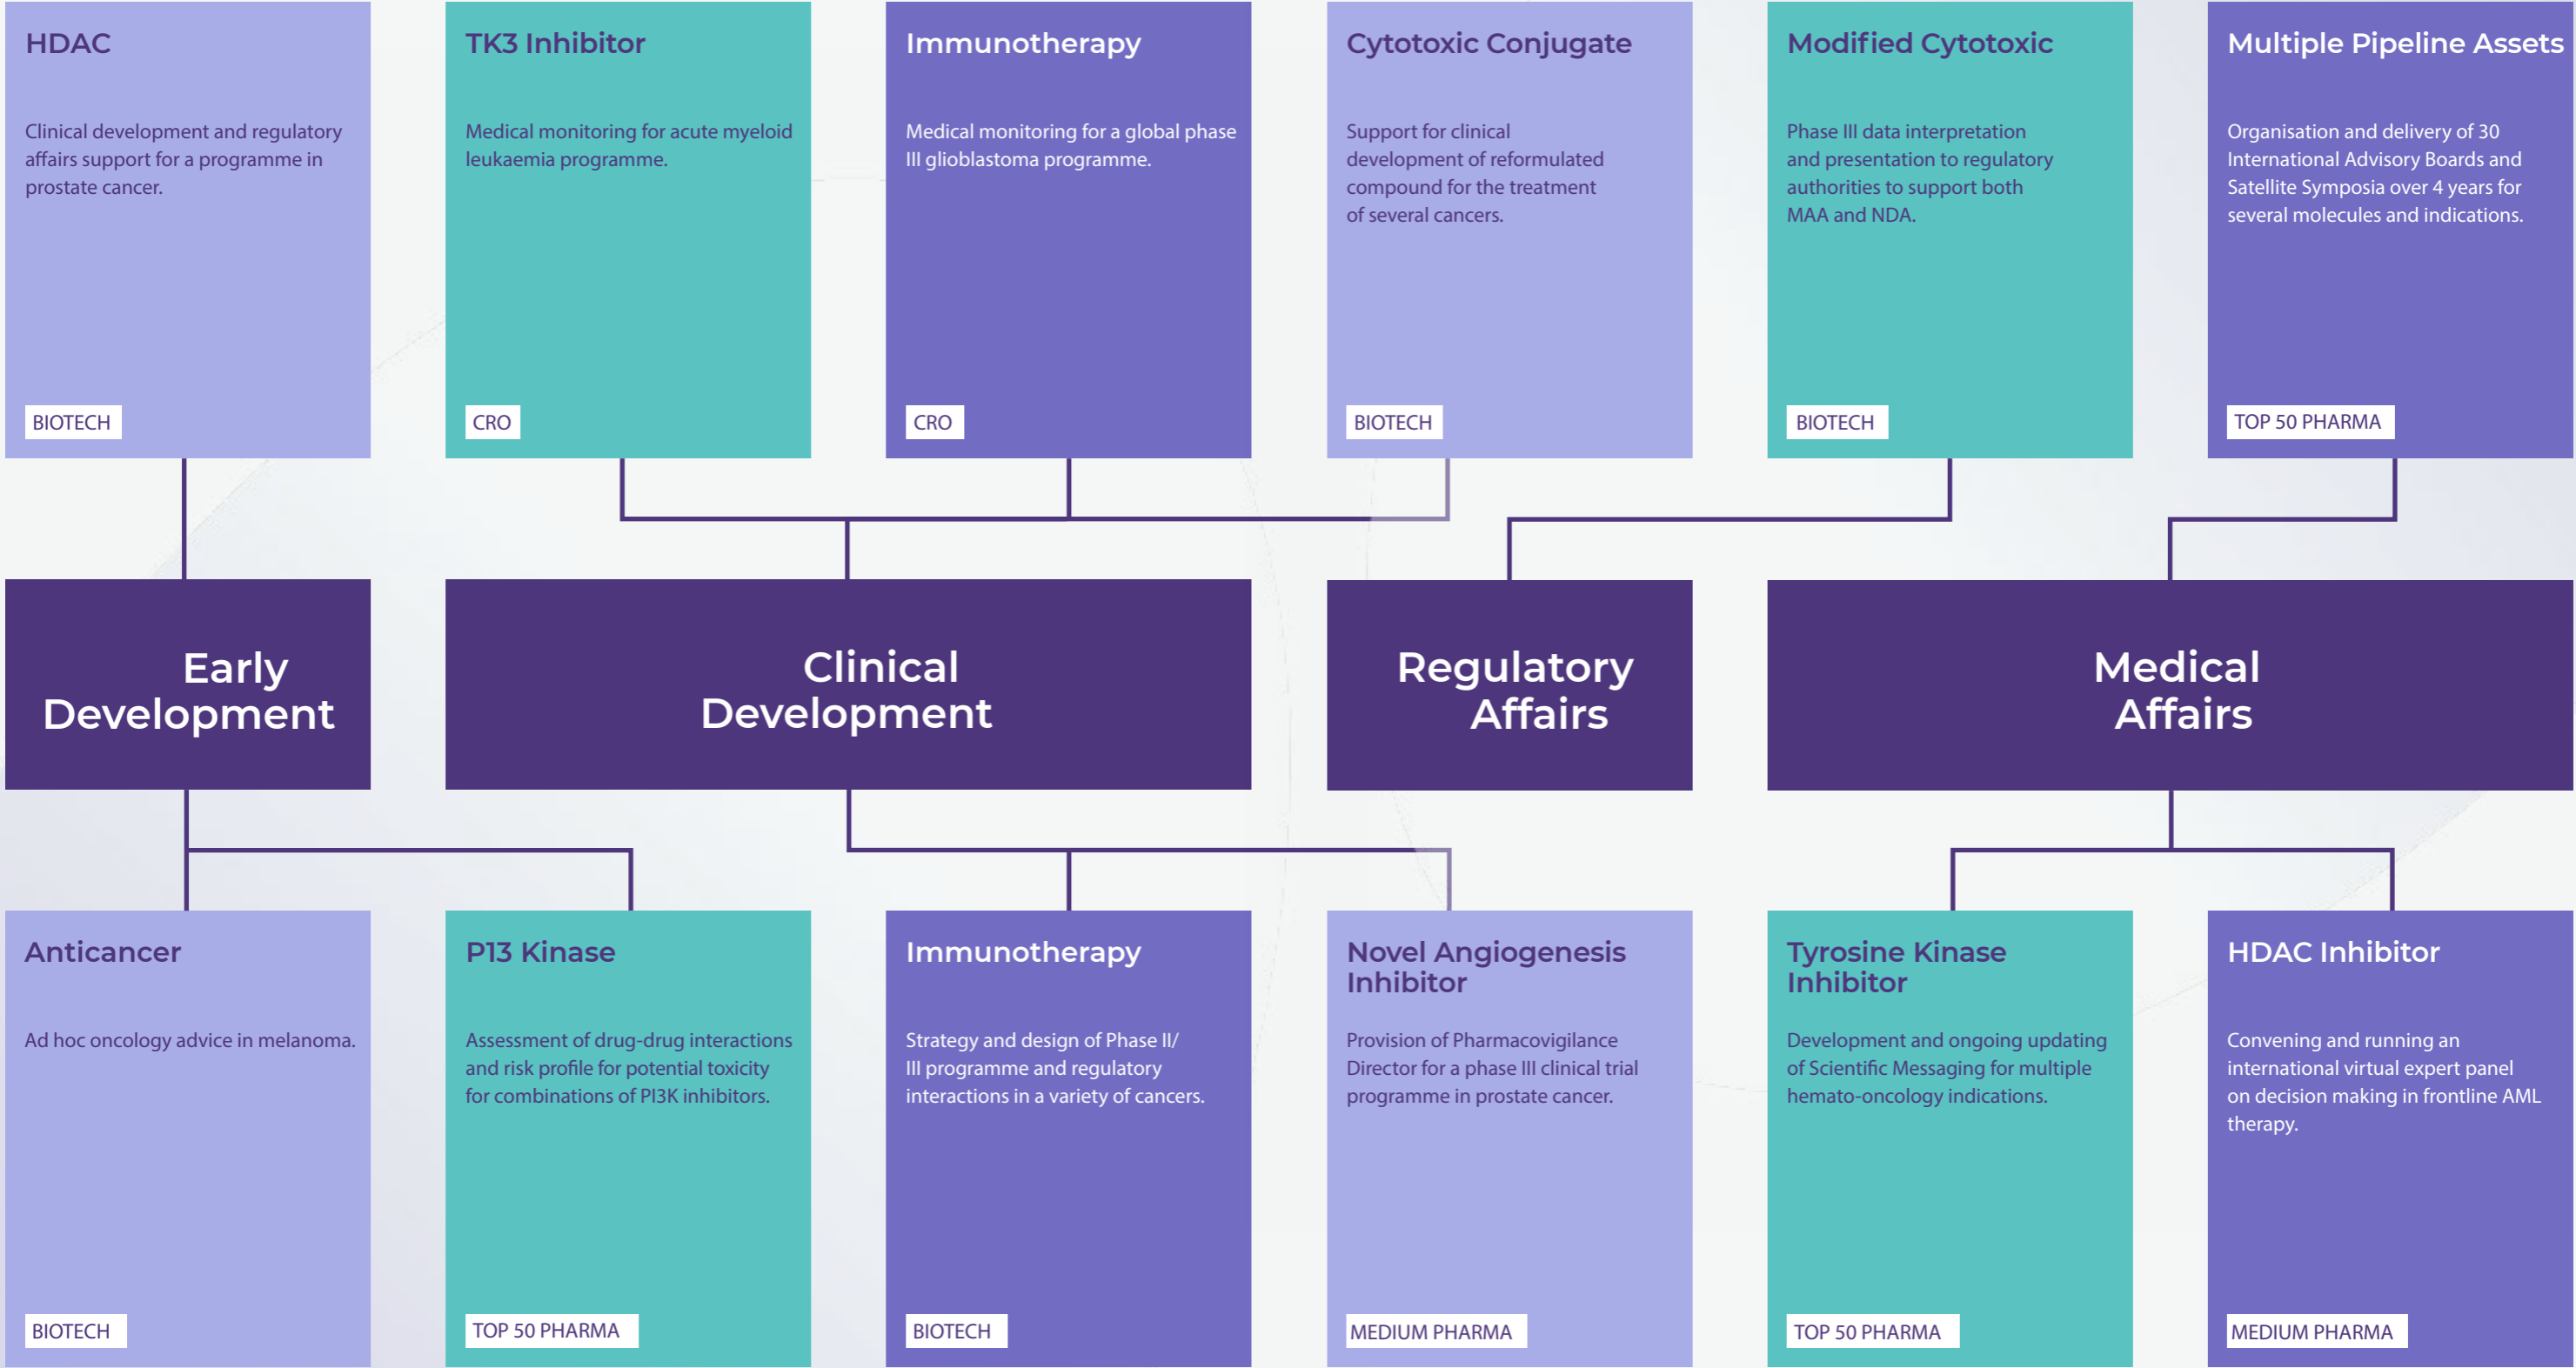 HDAC
Clinical development and regulatory
affairs support for a programme in
prostate cancer.
BIOTECH
TK3 Inhibitor
Medical monitoring for acute myeloid
leukaemia programme.
CRO
Immunotherapy
Medical monitoring for a global phase
III glioblastoma programme.
CRO
Cytotoxic Conjugate
Support for clinical
development of reformulated
compound for the treatment
of several cancers.
BIOTECH
Modified Cytotoxic
Phase III data interpretation
and presentation to regulatory
authorities to support both
MAA and NDA.
BIOTECH
Multiple Pipeline Assets
Organisation and delivery of 30
International Advisory Boards and
Satellite Symposia over 4 years for
several molecules and indications.
TOP 50 PHARMA
Early
Development
Clinical
Development
Regulatory
Affairs
Medical
Affairs
Anticancer
Ad hoc oncology advice in melanoma.
BIOTECH
P13 Kinase
Assessment of drug-drug interactions
and risk profile for potential toxicity
for combinations of PI3K inhibitors.
TOP 50 PHARMA
Immunotherapy
Strategy and design of Phase II/
III programme and regulatory
interactions in a variety of cancers.
BIOTECH
Novel Angiogenesis
Inhibitor
Provision of Pharmacovigilance
Director for a phase III clinical trial
programme in prostate cancer.
MEDIUM PHARMA
Tyrosine Kinase
Inhibitor
Development and ongoing updating
of Scientific Messaging for multiple
hemato-oncology indications.
TOP 50 PHARMA
HDAC Inhibitor
Convening and running an
international virtual expert panel
on decision making in frontline AML
therapy.
MEDIUM PHARMA